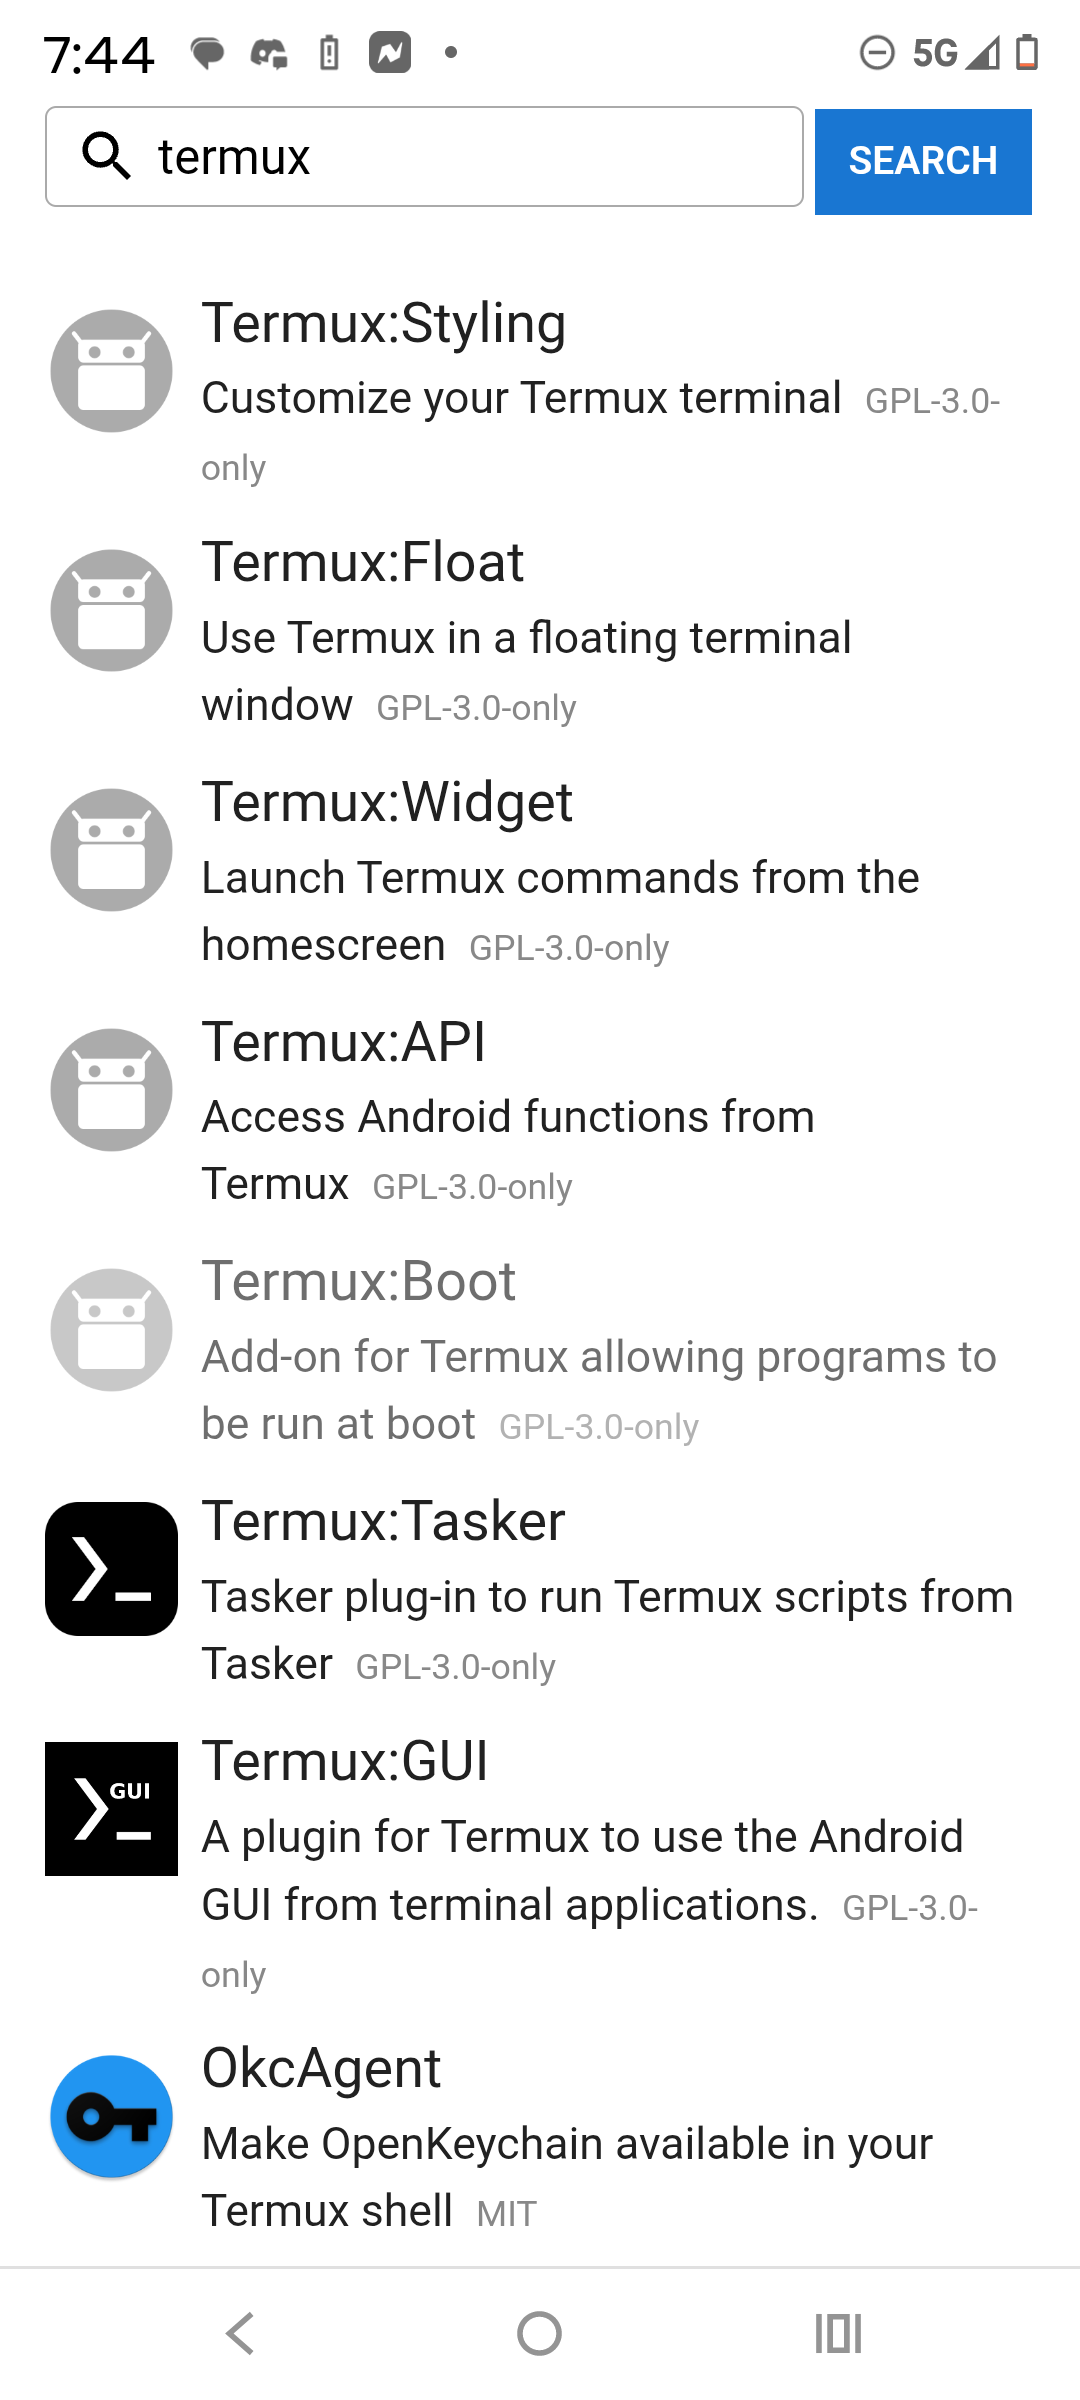 7:44
5G
termux
SEARCH
Termux:Styling
Customize your Termux terminal GPL-3.0-
only
Termux:Float
Use Termux in a floating terminal
window GPL-3.0-only
Termux:Widget
Launch Termux commands from the
homescreen GPL-3.0-only
Termux:API
Access Android functions from
Termux GPL-3.0-only
Termux:Boot
Add-on for Termux allowing programs to
be run at boot GPL-3.0-only
Termux:Tasker
Tasker plug-in to run Termux scripts from
Tasker GPL-3.0-only
GUI
Termux:GUI
A plugin for Termux to use the Android
GUI from terminal applications. GPL-3.0-
only
OkcAgent
Make OpenKeychain available in your
Termux shell MIT